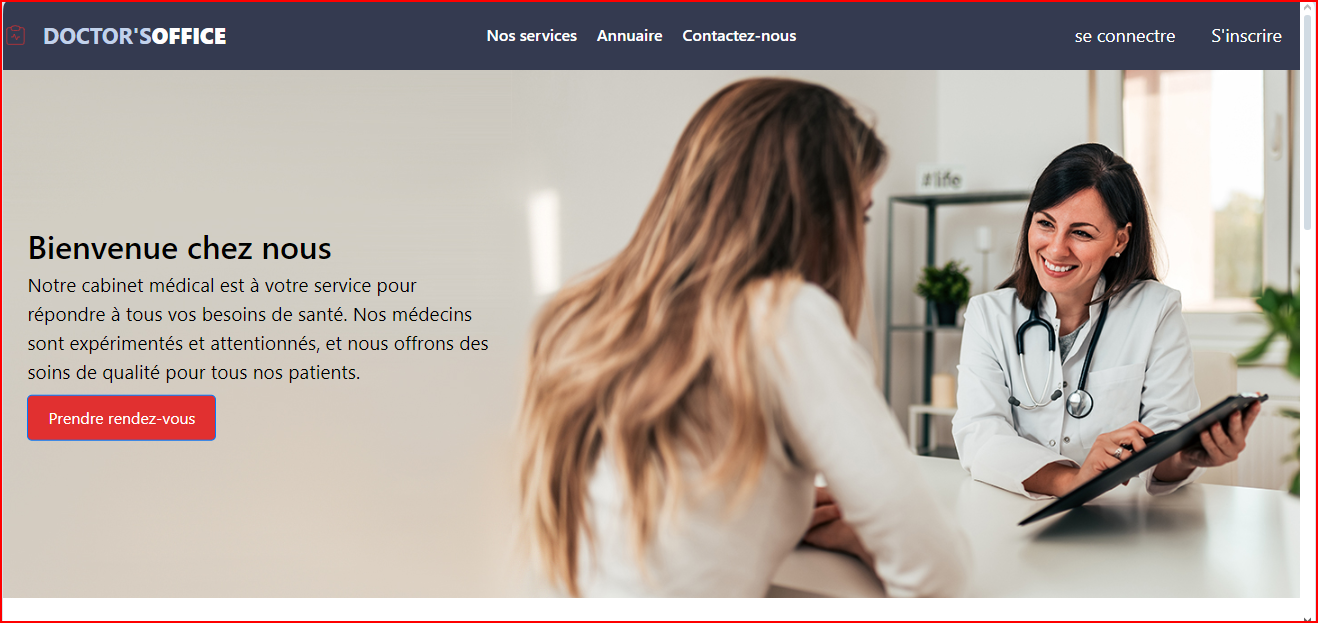 DOCTOR'SOFFICE
Nos services
Annuaire
Contactez-nous
se connectre
S'inscrire
#life
Bienvenue chez nous
Notre cabinet médical est à votre service pour
répondre à tous vos besoins de santé. Nos médecins
sont expérimentés et attentionnés, et nous offrons des
soins de qualité pour tous nos patients.
Prendre rendez-vous